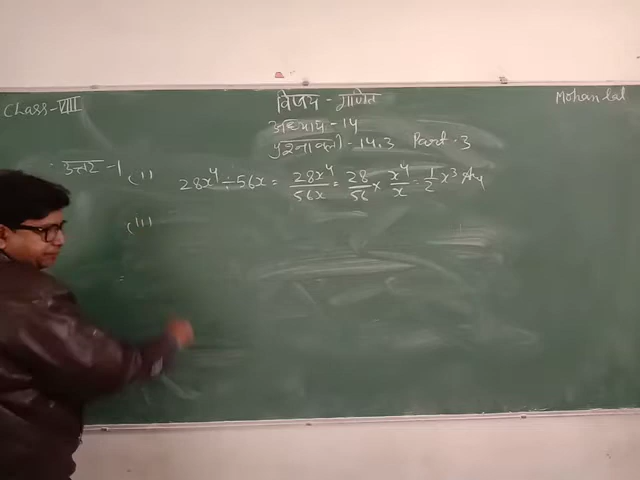 Class-VIII
विषय - गणित
Mohan lal
अध्याय - 14
प्रश्नावली - 14.3 Part - 3
उत्तर - 1 (i) 28x⁴ ÷ 56x = 28x⁴/56x = 28/56 × x⁴/x = 1/2 x³ Ans
(ii)